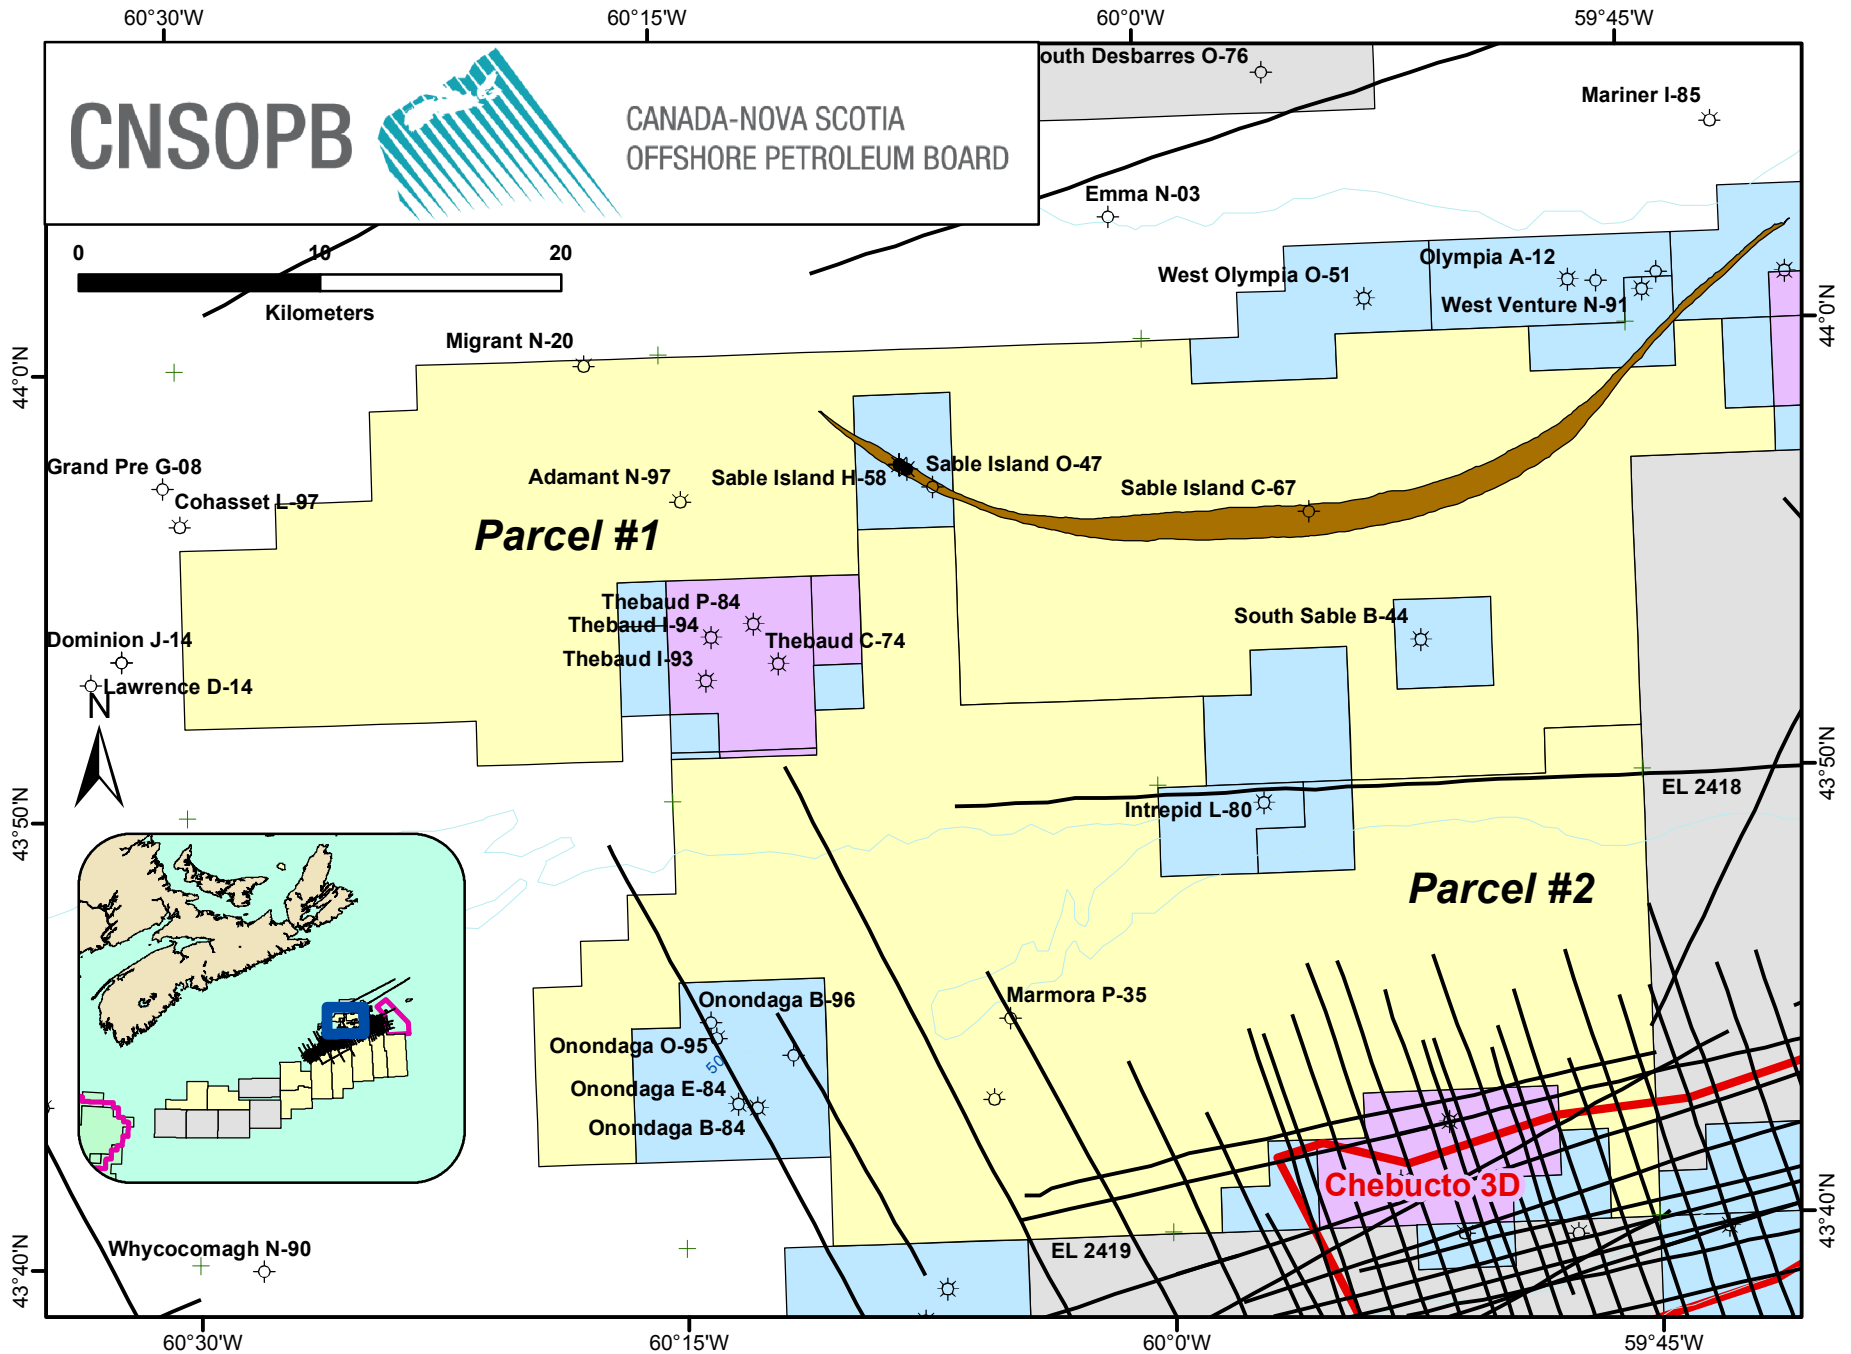 60°30'W
60°15'W
60°0'W
59°45'W
CNSOPB
CANADA-NOVA SCOTIA
OFFSHORE PETROLEUM BOARD
outh Desbarres O-76
Mariner I-85
Emma N-03
0
10
20
Kilometers
West Olympia O-51
Olympia A-12
West Venture N-91
44°0'N
44°0'N
Migrant N-20
Grand Pre G-08
Cohasset L-97
Adamant N-97
Sable Island H-58
Sable Island O-47
Sable Island C-67
Parcel #1
Thebaud P-84
Thebaud I-94
Thebaud C-74
Thebaud I-93
South Sable B-44
Dominion J-14
Lawrence D-14
N
43°50'N
43°50'N
EL 2418
Intrepid L-80
Parcel #2
Onondaga B-96
Marmora P-35
Onondaga O-95
50
Onondaga E-84
Onondaga B-84
Chebucto 3D
EL 2419
Whycocomagh N-90
43°40'N
43°40'N
60°30'W
60°15'W
60°0'W
59°45'W